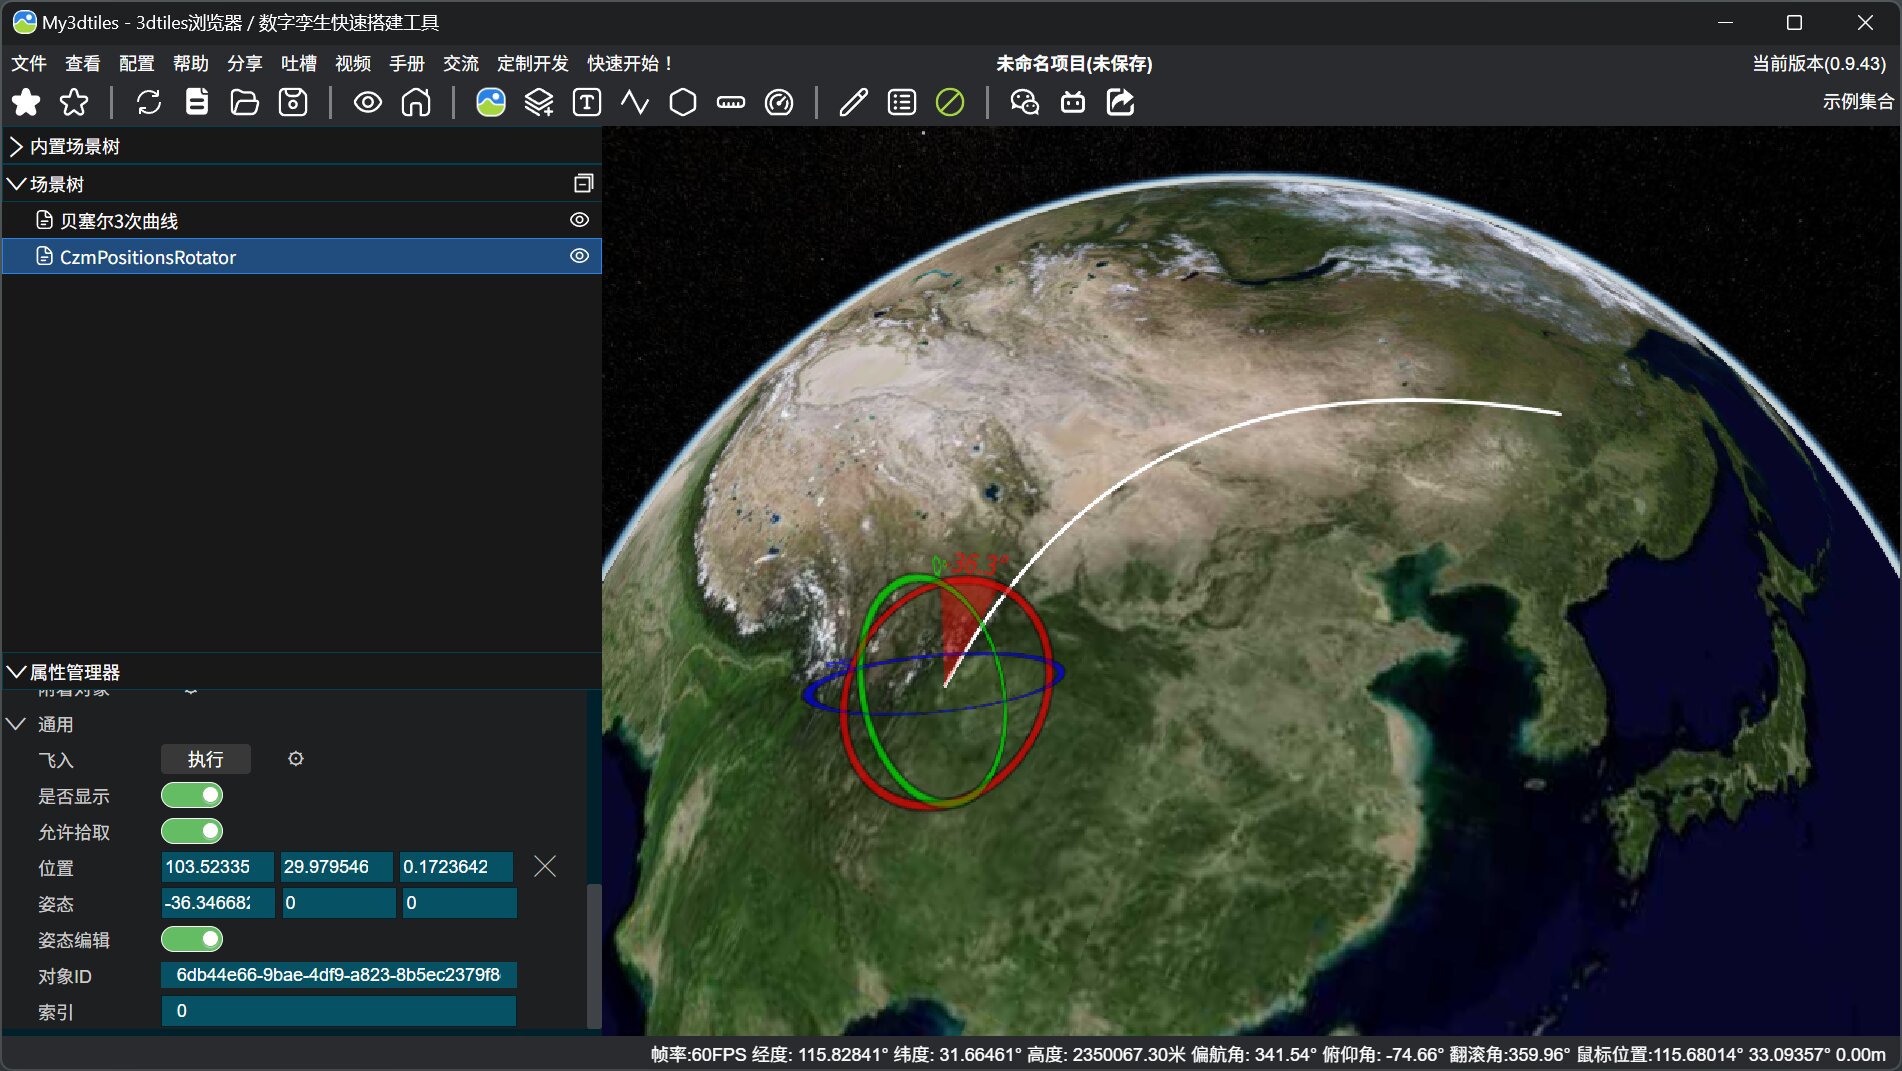 My3dtiles - 3dtiles浏览器 / 数字孪生快速搭建工具
文件 查看 配置 帮助 分享 吐槽 视频 手册 交流 定制开发 快速开始！ 未命名项目(未保存) 当前版本(0.9.43)
示例集合
内置场景树
场景树
贝塞尔3次曲线
CzmPositionsRotator
0° -36.3°
属性管理器
附着对象
通用
飞入 执行
是否显示
允许拾取
位置 103.52335 29.979546 0.1723642
姿态 -36.346682 0 0
姿态编辑
对象ID 6db44e66-9bae-4df9-a823-8b5ec2379f8
索引 0
帧率:60FPS 经度: 115.82841° 纬度: 31.66461° 高度: 2350067.30米 偏航角: 341.54° 俯仰角: -74.66° 翻滚角:359.96° 鼠标位置:115.68014° 33.09357° 0.00m